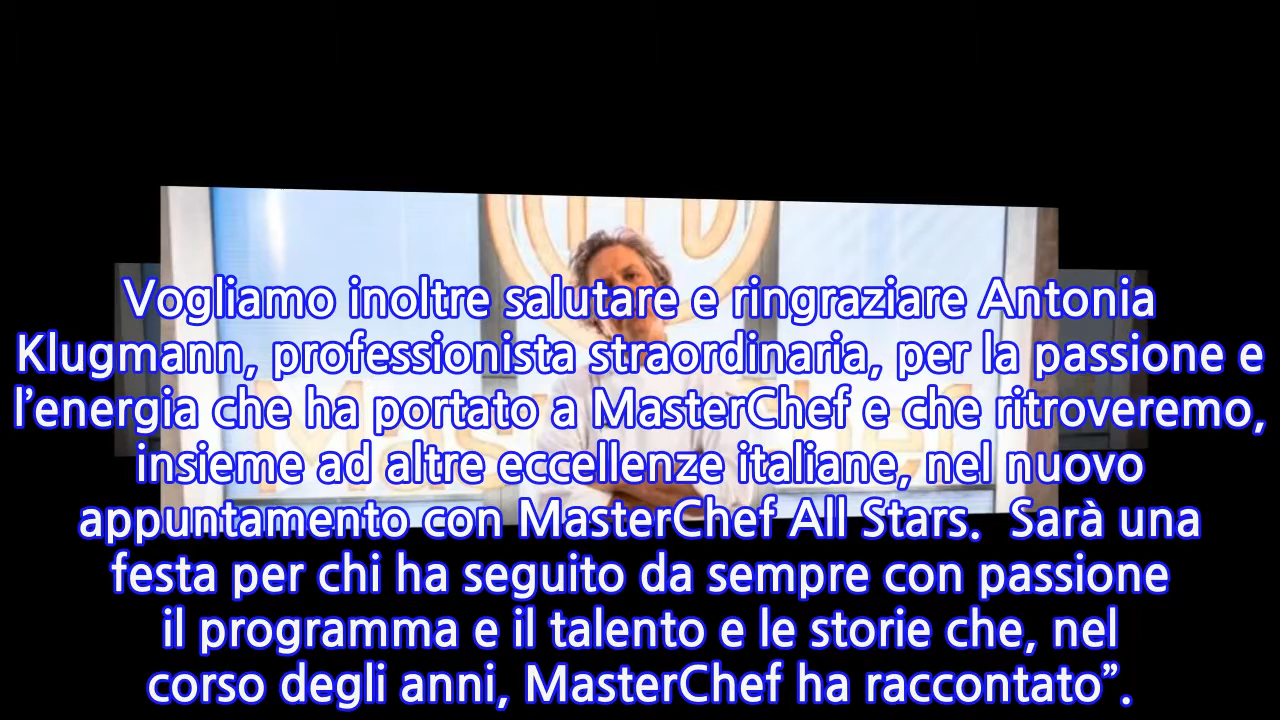 Vogliamo inoltre salutare e ringraziare Antonia
Klugmann, professionista straordinaria, per la passione e
l’energia che ha portato a MasterChef e che ritroveremo,
insieme ad altre eccellenze italiane, nel nuovo
appuntamento con MasterChef All Stars.  Sarà una
festa per chi ha seguito da sempre con passione
il programma e il talento e le storie che, nel
corso degli anni, MasterChef ha raccontato”.